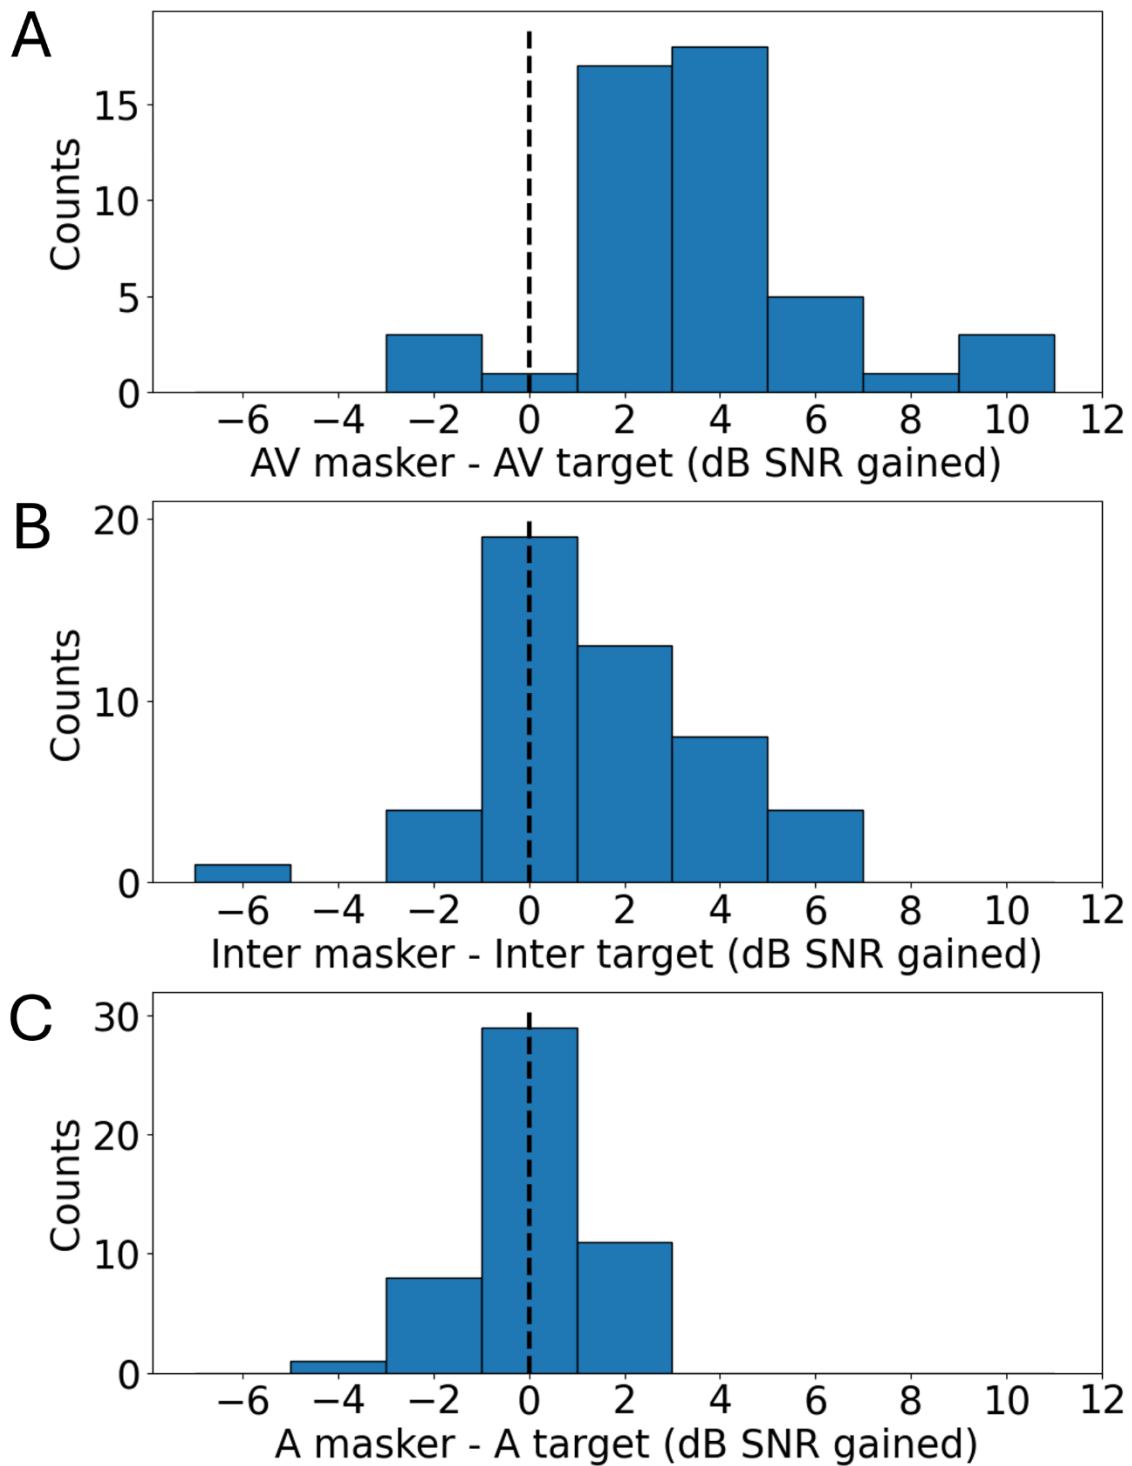 A
Counts
15
10
5
0
−6 −4 −2 0 2 4 6 8 10 12
AV masker - AV target (dB SNR gained)
B
Counts
20
10
0
−6 −4 −2 0 2 4 6 8 10 12
Inter masker - Inter target (dB SNR gained)
C
Counts
30
20
10
0
−6 −4 −2 0 2 4 6 8 10 12
A masker - A target (dB SNR gained)